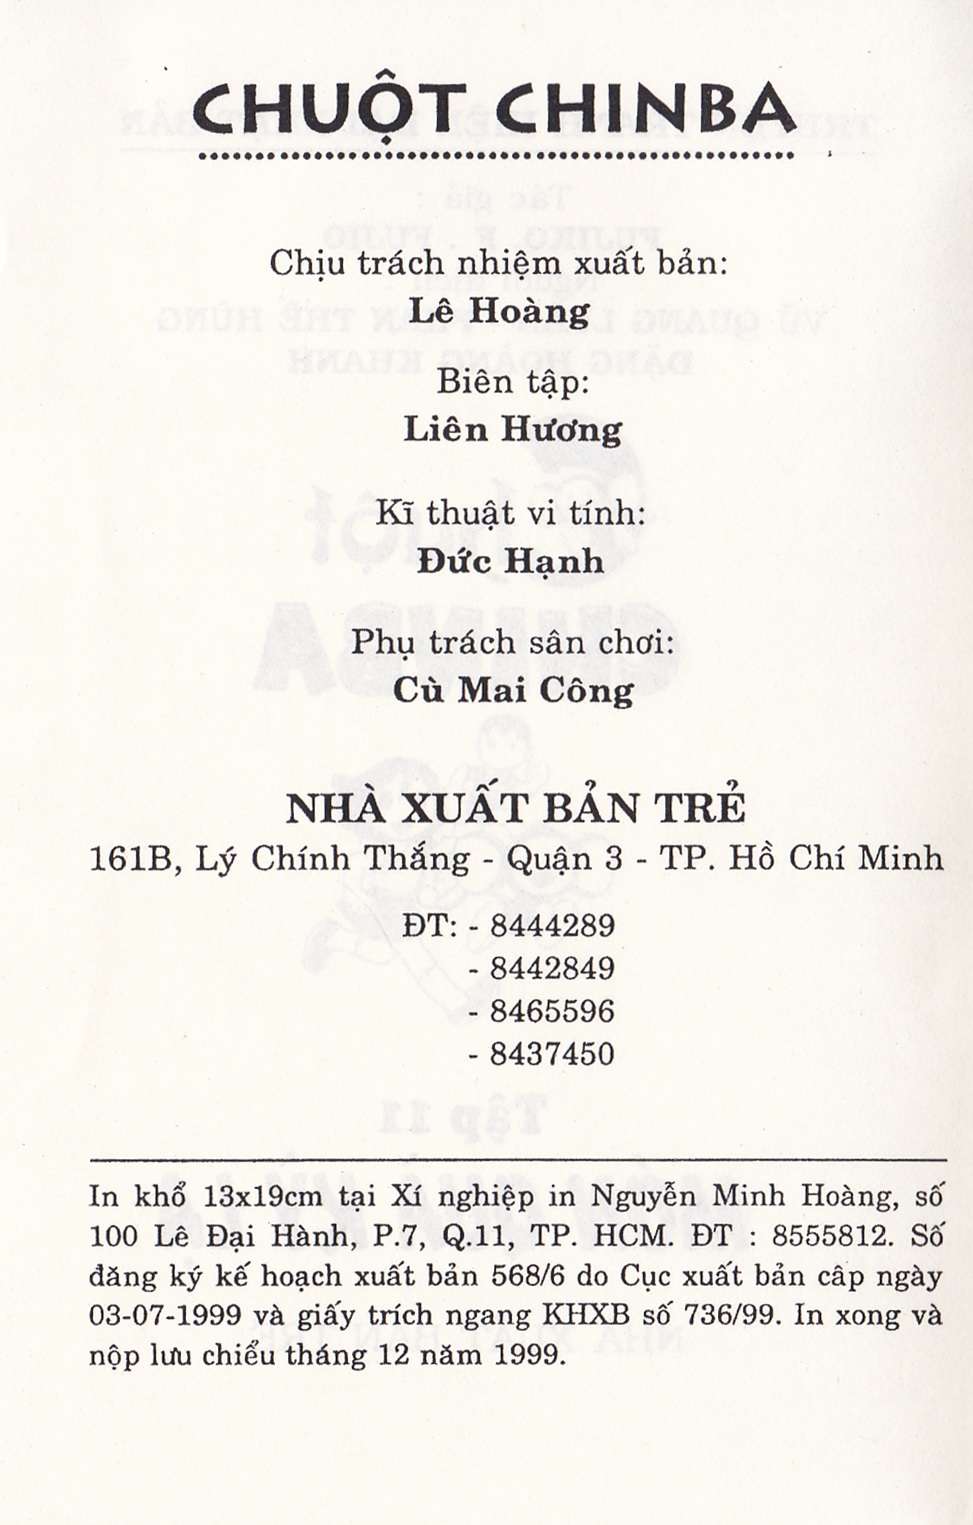 CHUỘT CHINBA
Chịu trách nhiệm xuất bản:
Lê Hoàng
Biên tập:
Liên Hương
Kĩ thuật vi tính:
Đức Hạnh
Phụ trách sân chơi:
Cù Mai Công
NHÀ XUẤT BẢN TRẺ
161B, Lý Chính Thắng - Quận 3 - TP. Hồ Chí Minh
ĐT: - 8444289
- 8442849
- 8465596
- 8437450
In khổ 13x19cm tại Xí nghiệp in Nguyễn Minh Hoàng, số
100 Lê Đại Hành, P.7, Q.11, TP. HCM. ĐT : 8555812. Số
đăng ký kế hoạch xuất bản 568/6 do Cục xuất bản câp ngày
03-07-1999 và giấy trích ngang KHXB số 736/99. In xong và
nộp lưu chiểu tháng 12 năm 1999.